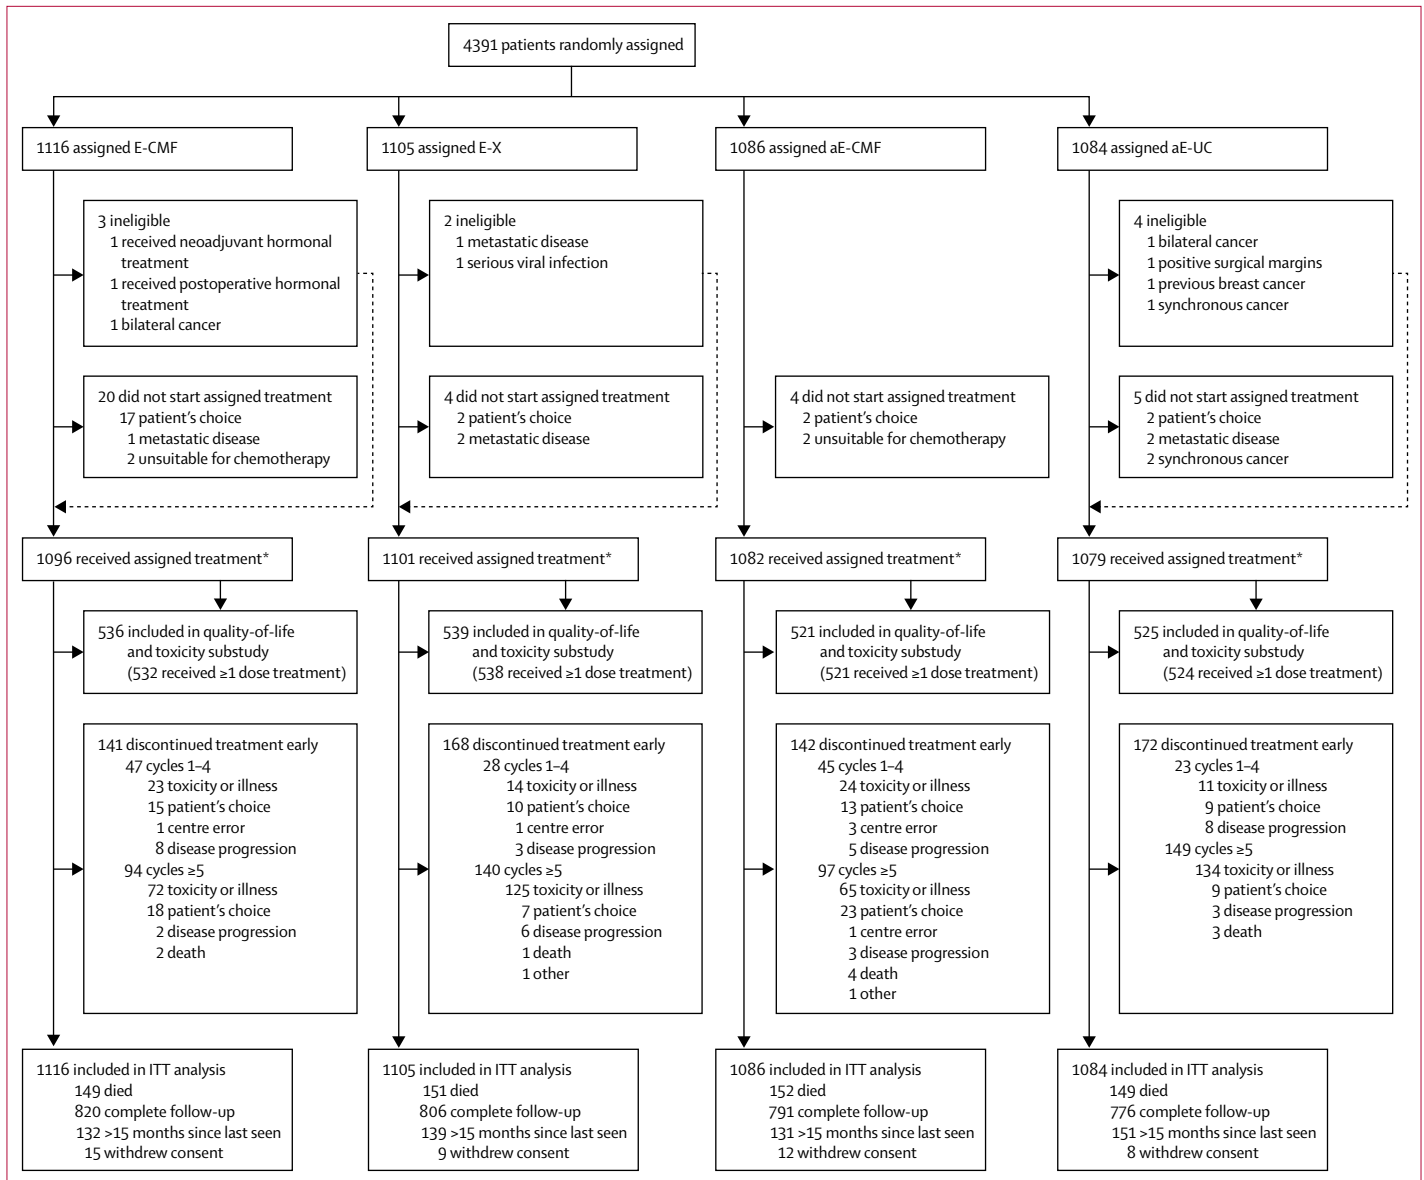 4391 patients randomly assigned
1116 assigned E-CMF
1105 assigned E-X
1086 assigned aE-CMF
1084 assigned aE-UC
3 ineligible
1 received neoadjuvant hormonal
treatment
1 received postoperative hormonal
treatment
1 bilateral cancer
2 ineligible
1 metastatic disease
1 serious viral infection
4 ineligible
1 bilateral cancer
1 positive surgical margins
1 previous breast cancer
1 synchronous cancer
20 did not start assigned treatment
17 patient’s choice
1 metastatic disease
2 unsuitable for chemotherapy
4 did not start assigned treatment
2 patient’s choice
2 metastatic disease
4 did not start assigned treatment
2 patient’s choice
2 unsuitable for chemotherapy
5 did not start assigned treatment
2 patient’s choice
2 metastatic disease
2 synchronous cancer
1096 received assigned treatment*
1101 received assigned treatment*
1082 received assigned treatment*
1079 received assigned treatment*
536 included in quality-of-life
and toxicity substudy
(532 received ≥1 dose treatment)
539 included in quality-of-life
and toxicity substudy
(538 received ≥1 dose treatment)
521 included in quality-of-life
and toxicity substudy
(521 received ≥1 dose treatment)
525 included in quality-of-life
and toxicity substudy
(524 received ≥1 dose treatment)
141 discontinued treatment early
47 cycles 1–4
23 toxicity or illness
15 patient’s choice
1 centre error
8 disease progression
94 cycles ≥5
72 toxicity or illness
18 patient’s choice
2 disease progression
2 death
168 discontinued treatment early
28 cycles 1–4
14 toxicity or illness
10 patient’s choice
1 centre error
3 disease progression
140 cycles ≥5
125 toxicity or illness
7 patient’s choice
6 disease progression
1 death
1 other
142 discontinued treatment early
45 cycles 1–4
24 toxicity or illness
13 patient’s choice
3 centre error
5 disease progression
97 cycles ≥5
65 toxicity or illness
23 patient’s choice
1 centre error
3 disease progression
4 death
1 other
172 discontinued treatment early
23 cycles 1–4
11 toxicity or illness
9 patient’s choice
8 disease progression
149 cycles ≥5
134 toxicity or illness
9 patient’s choice
3 disease progression
3 death
1116 included in ITT analysis
149 died
820 complete follow-up
132 >15 months since last seen
15 withdrew consent
1105 included in ITT analysis
151 died
806 complete follow-up
139 >15 months since last seen
9 withdrew consent
1086 included in ITT analysis
152 died
791 complete follow-up
131 >15 months since last seen
12 withdrew consent
1084 included in ITT analysis
149 died
776 complete follow-up
151 >15 months since last seen
8 withdrew consent